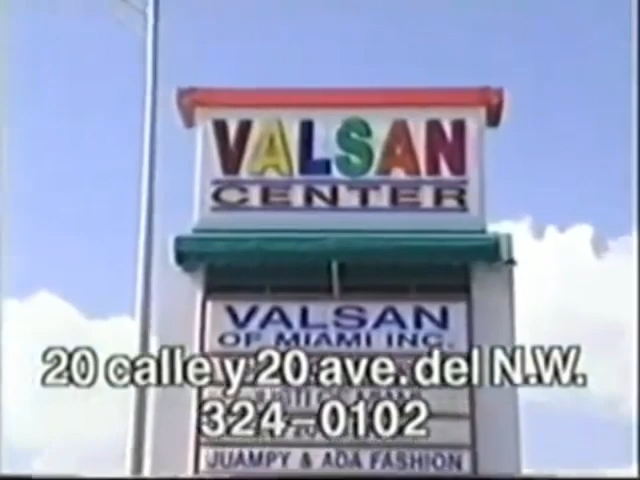 VALSAN
CENTER
VALSAN
OF MIAMI INC.
20 calle y 20 ave. del N.W.
324-0102
JUAMPY & ADA FASHION